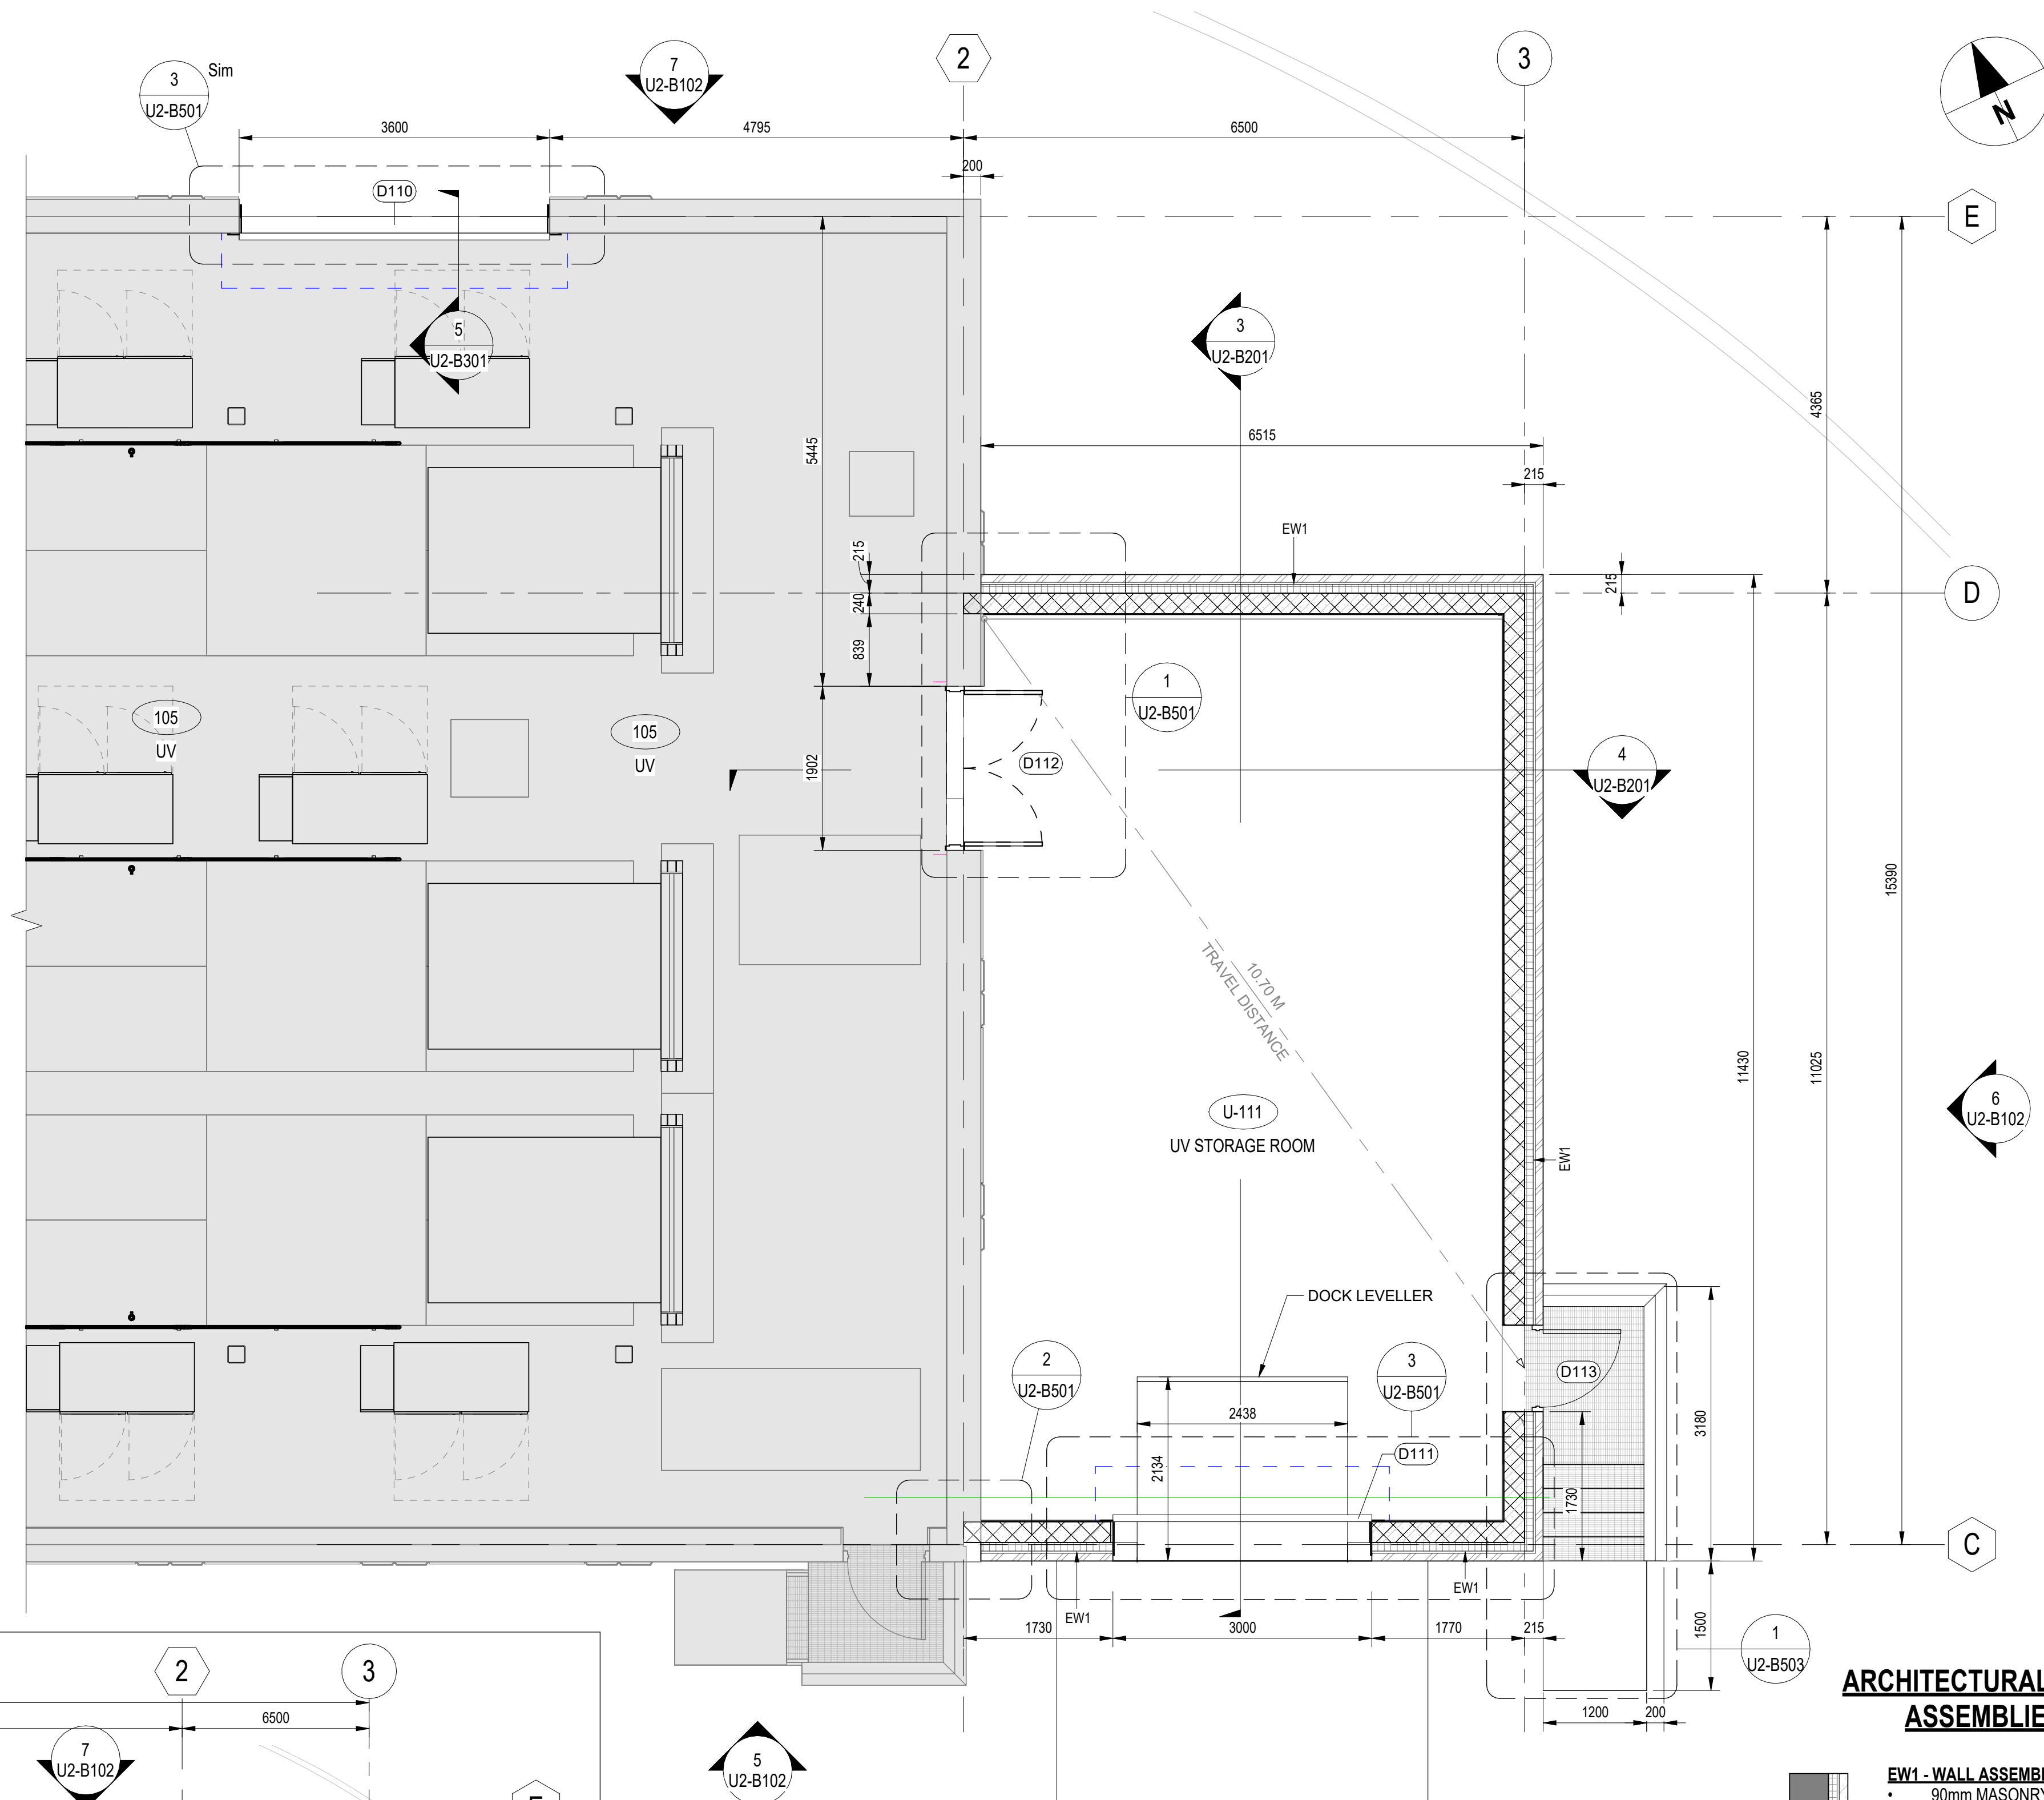 3
U2-B501
Sim
7
U2-B102
2
3
N
3600
4795
6500
200
D110
E
5
U2-B301
3
U2-B201
4365
5445
6515
215
EW1
215
240
839
215
D
105
UV
105
UV
1
U2-B501
1902
D112
4
U2-B201
15390
10.70 M
TRAVEL DISTANCE
11430
11025
6
U2-B102
U-111
UV STORAGE ROOM
EW1
DOCK LEVELLER
2
U2-B501
3
U2-B501
D113
2438
D111
2134
3180
1730
C
EW1
EW1
1730
3000
1770
215
1500
1
U2-B503
1200
200
2
3
6500
7
U2-B102
5
U2-B102
ARCHITECTURAL
ASSEMBLIE
EW1 - WALL ASSEMB
• 90mm MASONRY